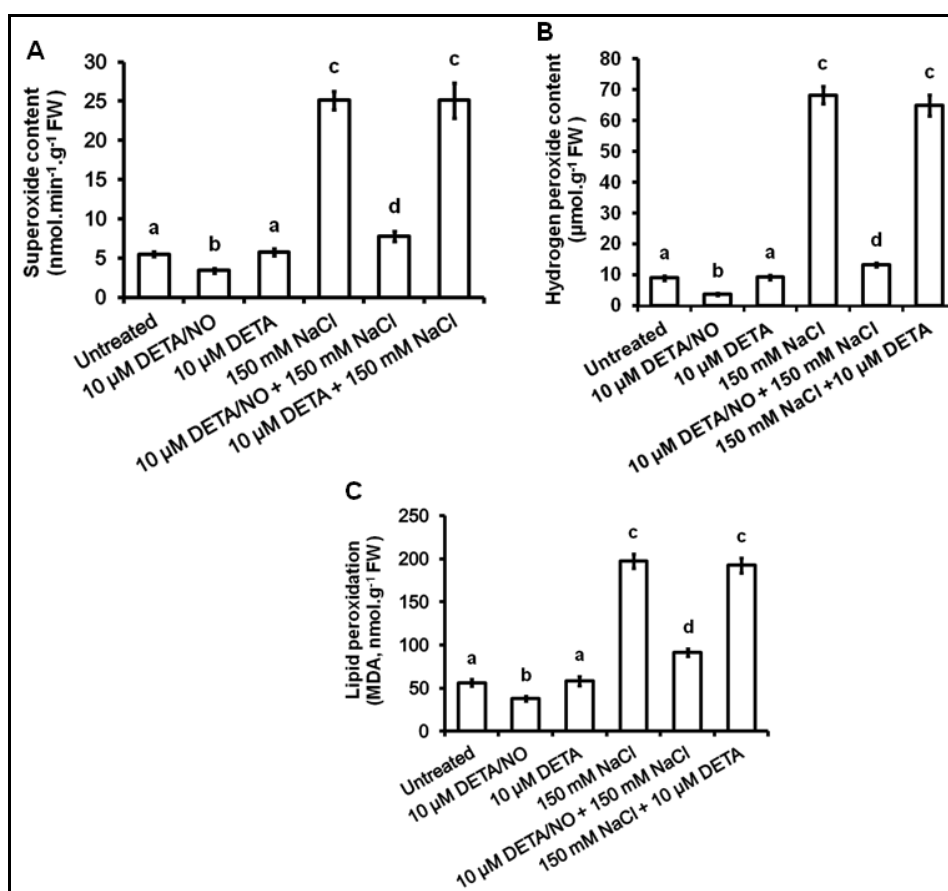 A
Superoxide content
(nmol.min⁻¹.g⁻¹ FW)
30
25
20
15
10
5
0
a
b
a
c
d
c
Untreated
10 µM DETA/NO
10 µM DETA
150 mM NaCl
10 µM DETA/NO + 150 mM NaCl
10 µM DETA + 150 mM NaCl
B
Hydrogen peroxide content
(µmol.g⁻¹ FW )
80
70
60
50
40
30
20
10
0
a
b
a
c
d
c
Untreated
10 µM DETA/NO
10 µM DETA
150 mM NaCl
10 µM DETA/NO + 150 mM NaCl
150 mM NaCl +10 µM DETA
C
Lipid peroxidation
(MDA, nmol.g⁻¹ FW)
250
200
150
100
50
0
a
b
a
c
d
c
Untreated
10 µM DETA/NO
10 µM DETA
150 mM NaCl
10 µM DETA/NO + 150 mM NaCl
150 mM NaCl + 10 µM DETA